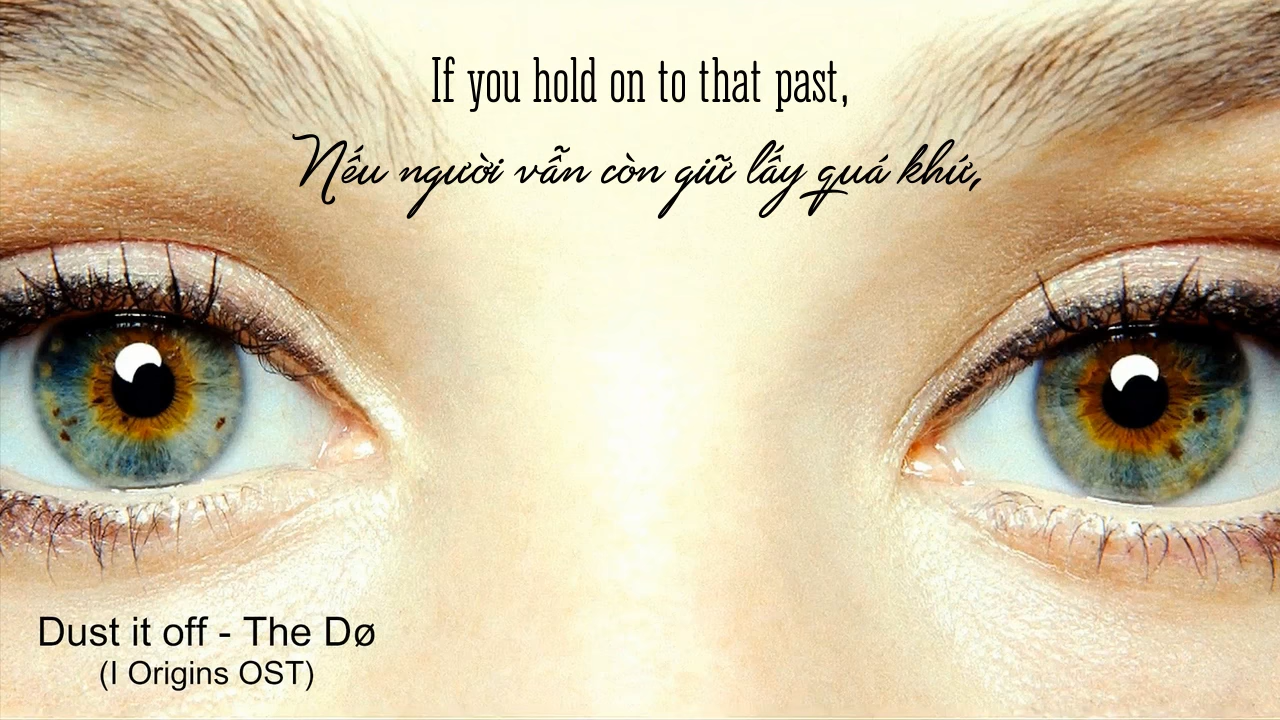 If you hold on to that past,
Nếu người vẫn còn giữ lấy quá khứ,
Dust it off - The Dø
(I Origins OST)